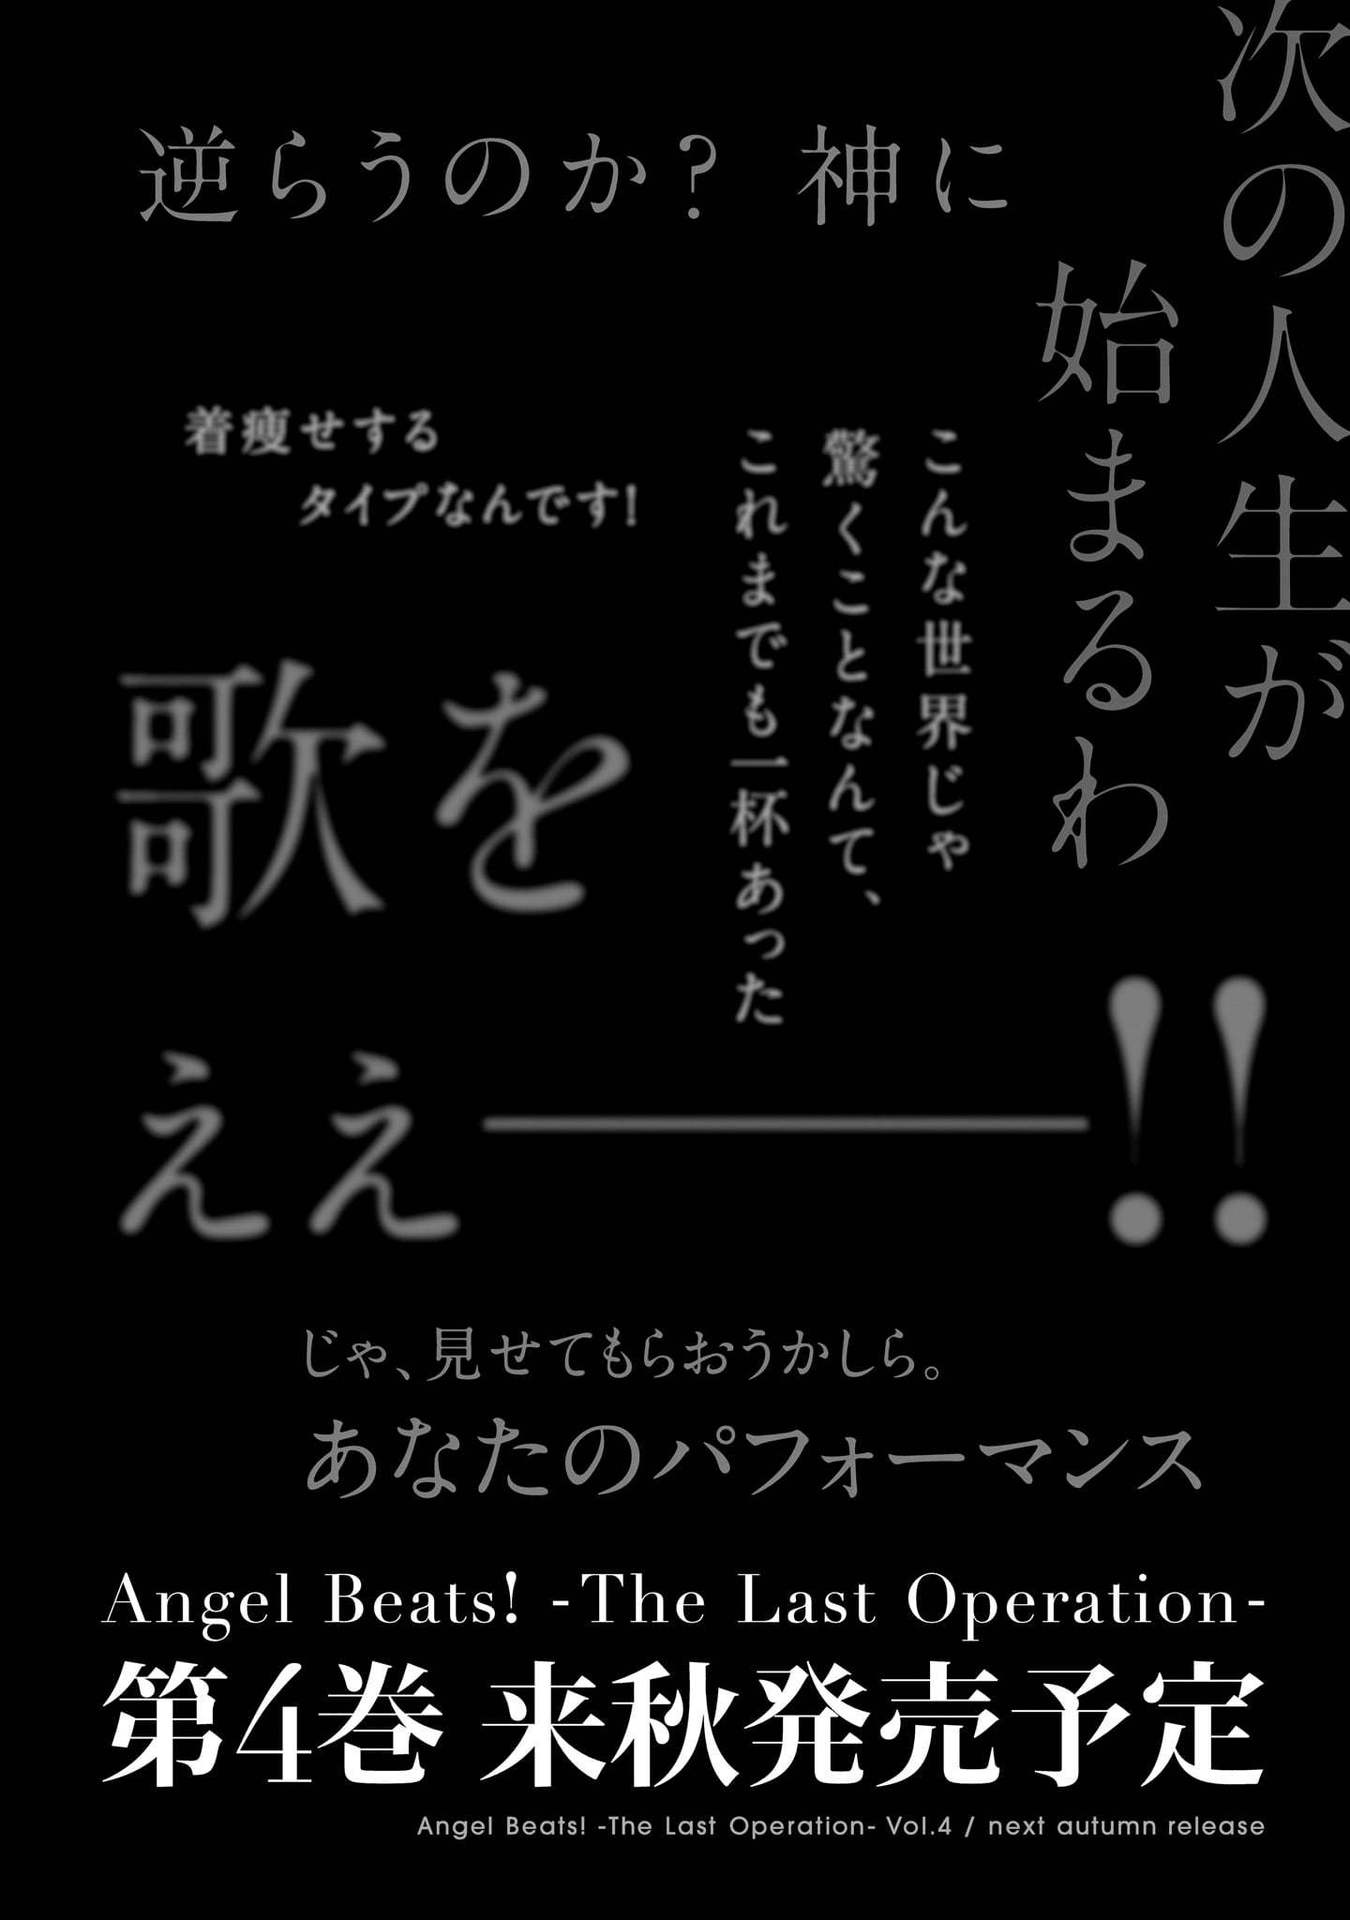 次の人生が
始まるわ
逆らうのか？ 神に
こんな世界じゃ
驚くことなんて、
これまでも一杯あった
着痩せする
タイプなんです！
歌を
ええ――――!!
じゃ、見せてもらおうかしら。
あなたのパフォーマンス
Angel Beats! -The Last Operation-
第4巻 来秋発売予定
Angel Beats! -The Last Operation- Vol.4 / next autumn release